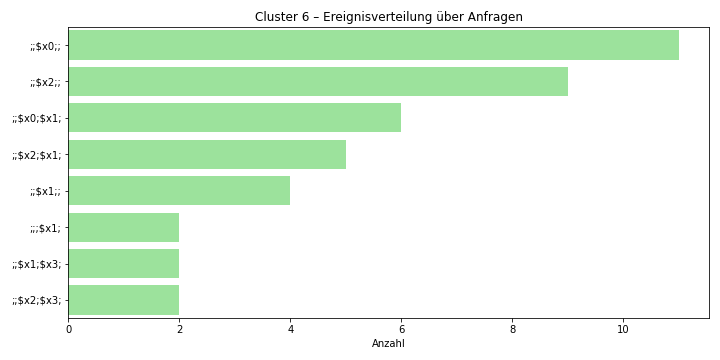 Cluster 6 – Ereignisverteilung über Anfragen
;;$x0;;
;;$x2;;
;;$x0;$x1;
;;$x2;$x1;
;;$x1;;
;;;$x1;
;;$x1;$x3;
;;$x2;$x3;
0 2 4 6 8 10
Anzahl